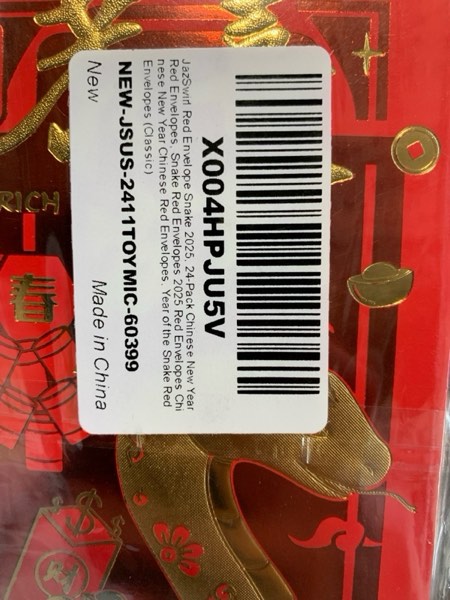 X004HPJU5V
JazSwirl Red Envelope Snake 2025, 24-Pack Chinese New Year
Red Envelopes, Snake Red Envelopes 2025 Red Envelopes Chi
nese New Year Chinese Red Envelopes, Year of the Snake Red
Envelopes (Classic)
NEW-JSUS-2411TOYMIC-60399
New
Made in China
RICH